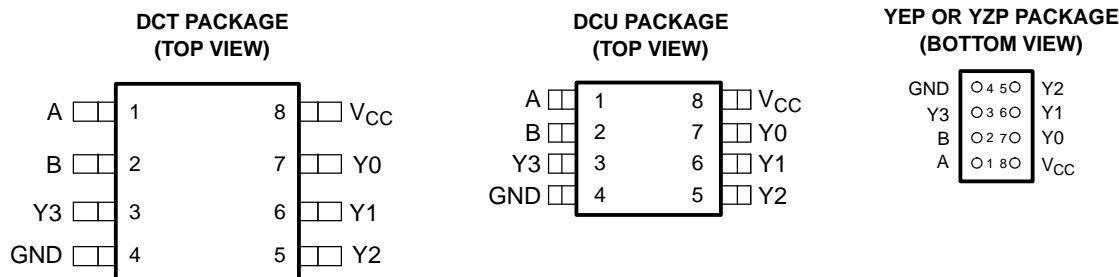 DCT PACKAGE
(TOP VIEW)
A 1 8 VCC
B 2 7 Y0
Y3 3 6 Y1
GND 4 5 Y2
DCU PACKAGE
(TOP VIEW)
A 1 8 VCC
B 2 7 Y0
Y3 3 6 Y1
GND 4 5 Y2
YEP OR YZP PACKAGE
(BOTTOM VIEW)
GND 4 5 Y2
Y3 3 6 Y1
B 2 7 Y0
A 1 8 VCC